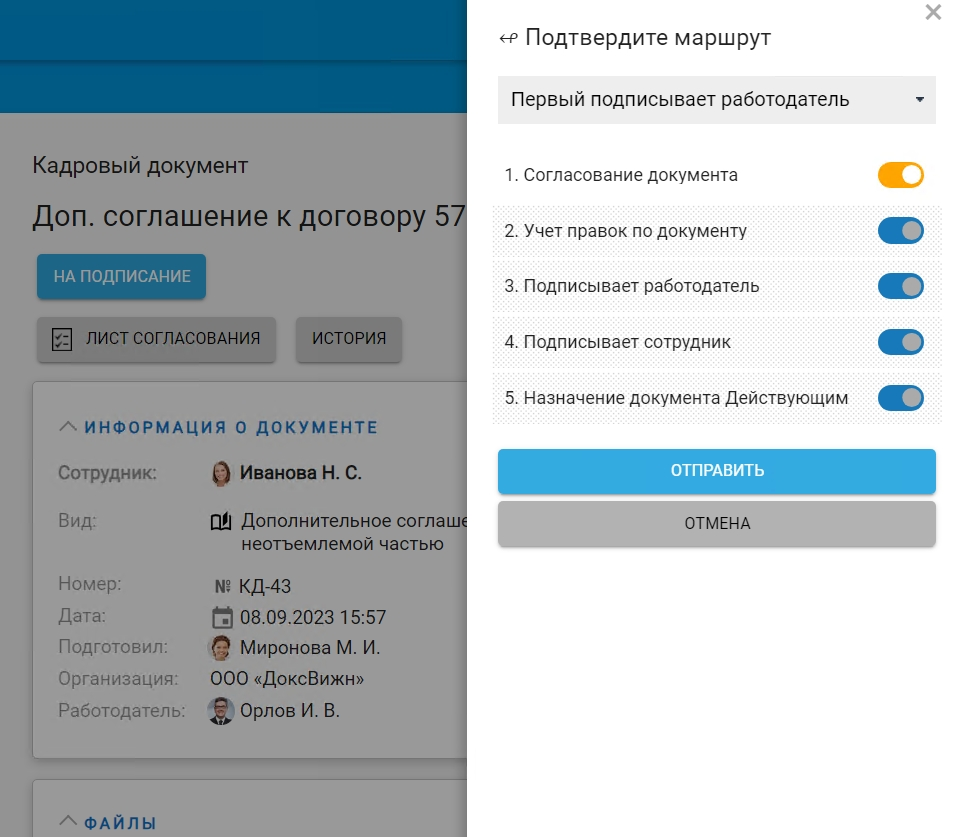 Кадровый документ
Доп. соглашение к договору 57
НА ПОДПИСАНИЕ
ЛИСТ СОГЛАСОВАНИЯ
ИСТОРИЯ
ИНФОРМАЦИЯ О ДОКУМЕНТЕ
Сотрудник: Иванова Н. С.
Вид: Дополнительное соглаше
неотъемлемой частью
Номер: № КД-43
Дата: 08.09.2023 15:57
Подготовил: Миронова М. И.
Организация: ООО «ДоксВижн»
Работодатель: Орлов И. В.
ФАЙЛЫ
Подтвердите маршрут
Первый подписывает работодатель
1. Согласование документа
2. Учет правок по документу
3. Подписывает работодатель
4. Подписывает сотрудник
5. Назначение документа Действующим
ОТПРАВИТЬ
ОТМЕНА